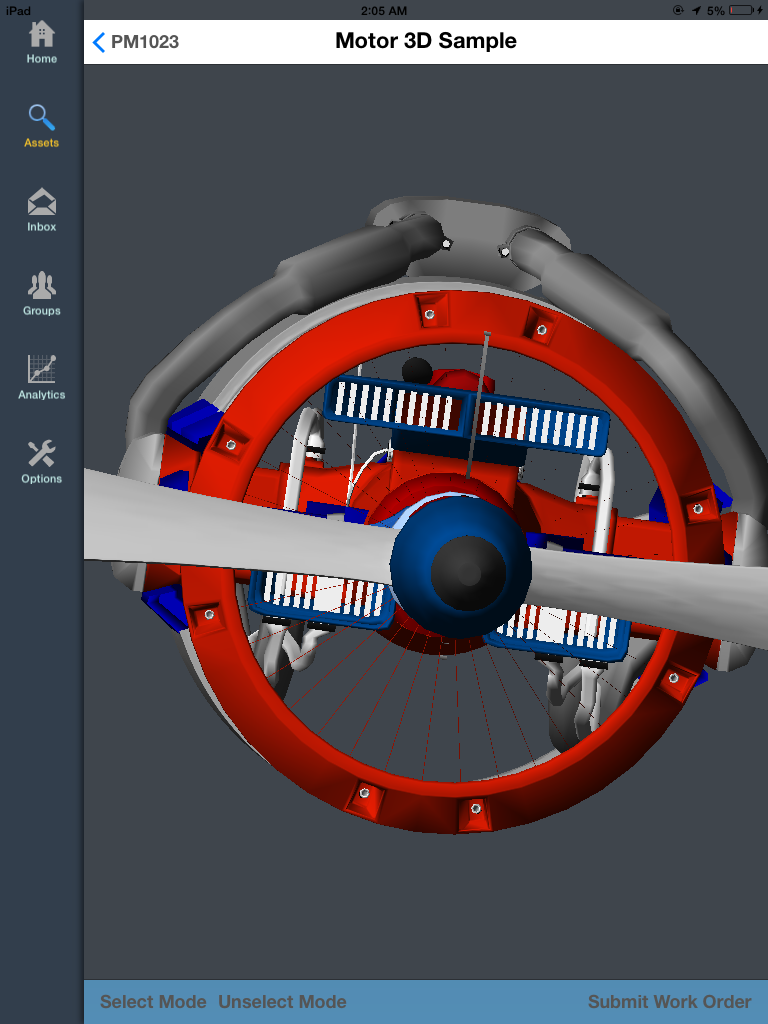 iPad 2:05 AM 5%
PM1023 Motor 3D Sample
Home
Assets
Inbox
Groups
Analytics
Options
Select Mode Unselect Mode Submit Work Order